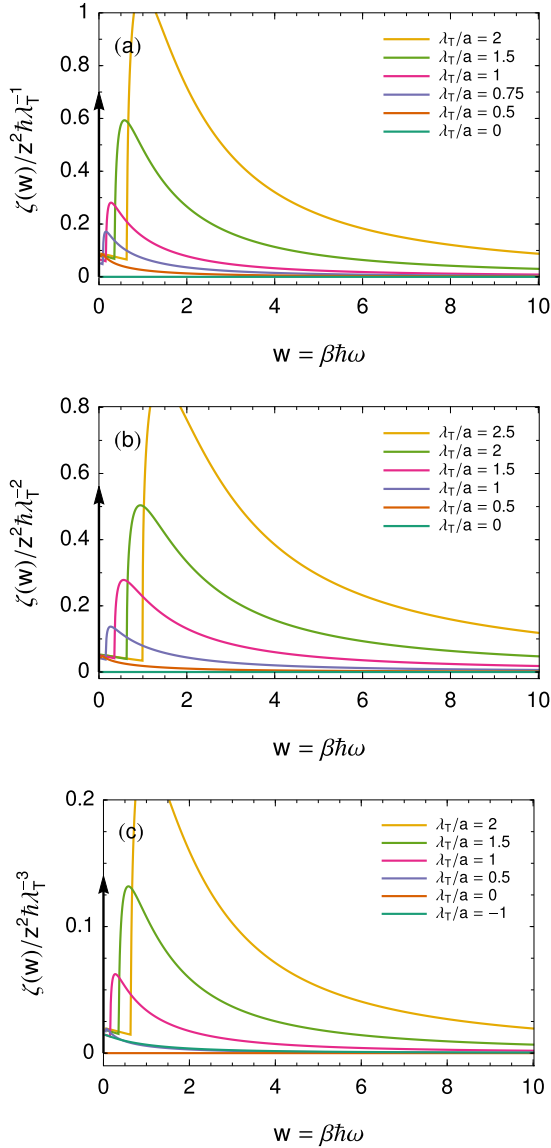 (a)
λT/a = 2
λT/a = 1.5
λT/a = 1
λT/a = 0.75
λT/a = 0.5
λT/a = 0
1
0.8
0.6
0.4
0.2
0
ζ(w)/z²ℏλT⁻¹
0 2 4 6 8 10
w = βℏω
(b)
λT/a = 2.5
λT/a = 2
λT/a = 1.5
λT/a = 1
λT/a = 0.5
λT/a = 0
0.8
0.6
0.4
0.2
0
ζ(w)/z²ℏλT⁻²
0 2 4 6 8 10
w = βℏω
(c)
λT/a = 2
λT/a = 1.5
λT/a = 1
λT/a = 0.5
λT/a = 0
λT/a = −1
0.2
0.1
0
ζ(w)/z²ℏλT⁻³
0 2 4 6 8 10
w = βℏω